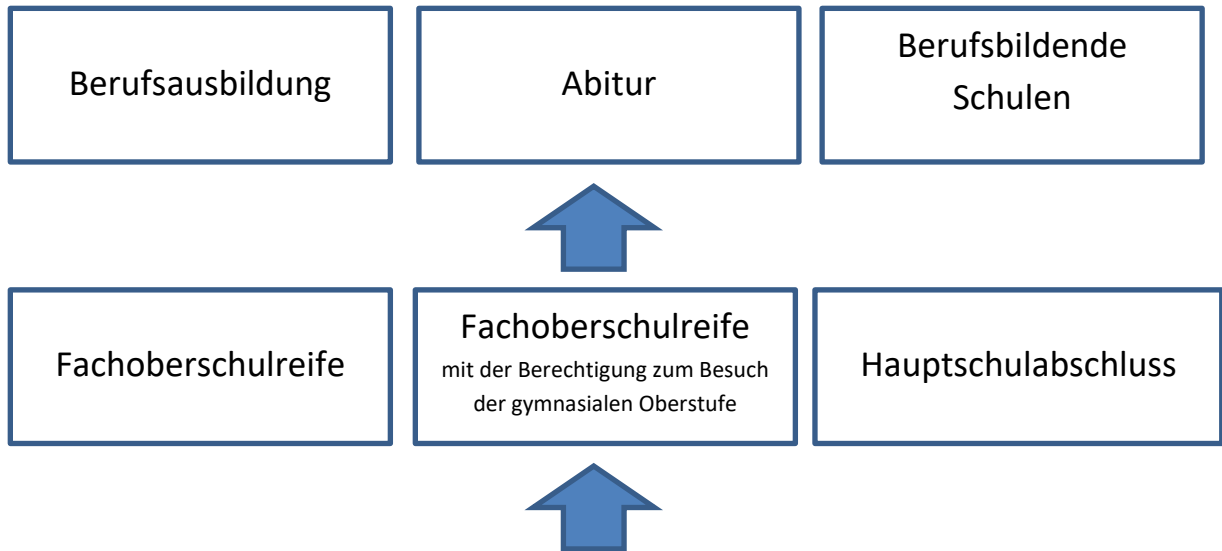 Berufsausbildung
Abitur
Berufsbildende
Schulen
Fachoberschulreife
Fachoberschulreife
mit der Berechtigung zum Besuch
der gymnasialen Oberstufe
Hauptschulabschluss